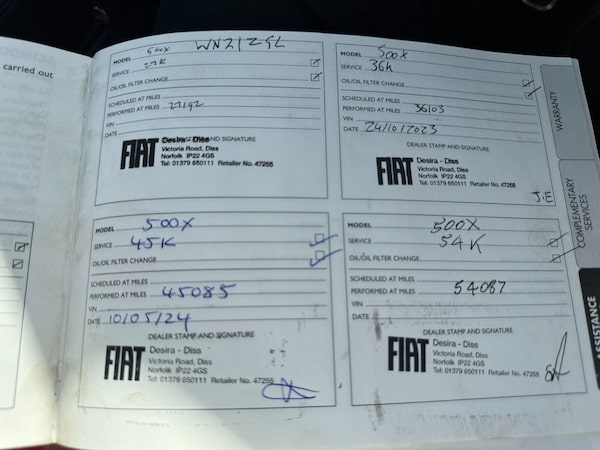 carried out
MODEL 500X WN21ZGL
SERVICE 27K
OIL/OIL FILTER CHANGE
SCHEDULED AT MILES
PERFORMED AT MILES 27192
VIN
DATE
DEALER STAMP AND SIGNATURE
FIAT Desira - Diss
Victoria Road, Diss
Norfolk IP22 4GS
Tel: 01379 650111 Retailer No. 47255
MODEL 500X
SERVICE 36K
OIL/OIL FILTER CHANGE
SCHEDULED AT MILES
PERFORMED AT MILES 36103
VIN
DATE 24/10/2023
DEALER STAMP AND SIGNATURE
FIAT Desira - Diss
Victoria Road, Diss
Norfolk IP22 4GS
Tel: 01379 650111 Retailer No. 47255
J.E
MODEL 500X
SERVICE 45K
OIL/OIL FILTER CHANGE
SCHEDULED AT MILES
PERFORMED AT MILES 45085
VIN
DATE 10/05/24
DEALER STAMP AND SIGNATURE
FIAT Desira - Diss
Victoria Road, Diss
Norfolk IP22 4GS
Tel: 01379 650111 Retailer No. 47255
MODEL 500X
SERVICE 54K
OIL/OIL FILTER CHANGE
SCHEDULED AT MILES
PERFORMED AT MILES 54087
VIN
DATE
DEALER STAMP AND SIGNATURE
FIAT Desira - Diss
Victoria Road, Diss
Norfolk IP22 4GS
Tel: 01379 650111 Retailer No. 47255
WARRANTY
COMPLEMENTARY
SERVICES
ASSISTANCE